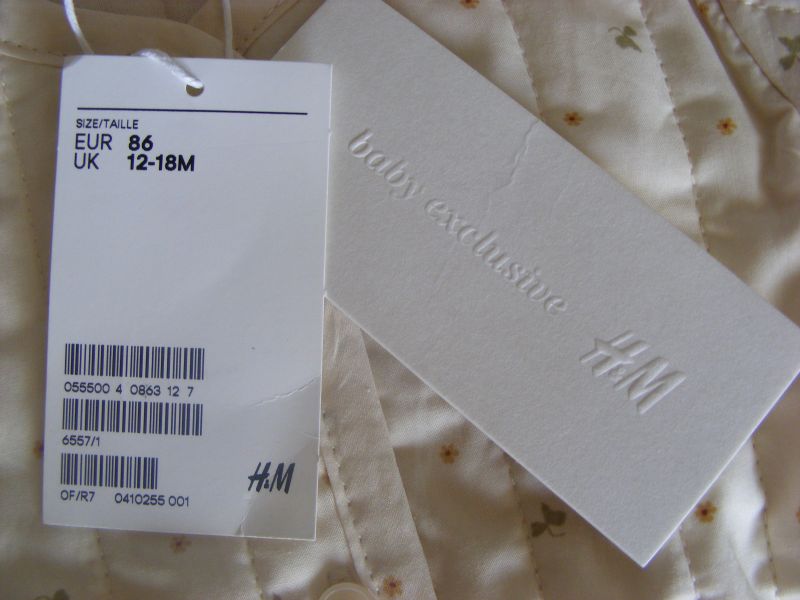 SIZE/TAILLE
EUR 86
UK 12-18M
055500 4 0863 12 7
6557/1
OF/R7 0410255 001
H&M
baby exclusive
H&M